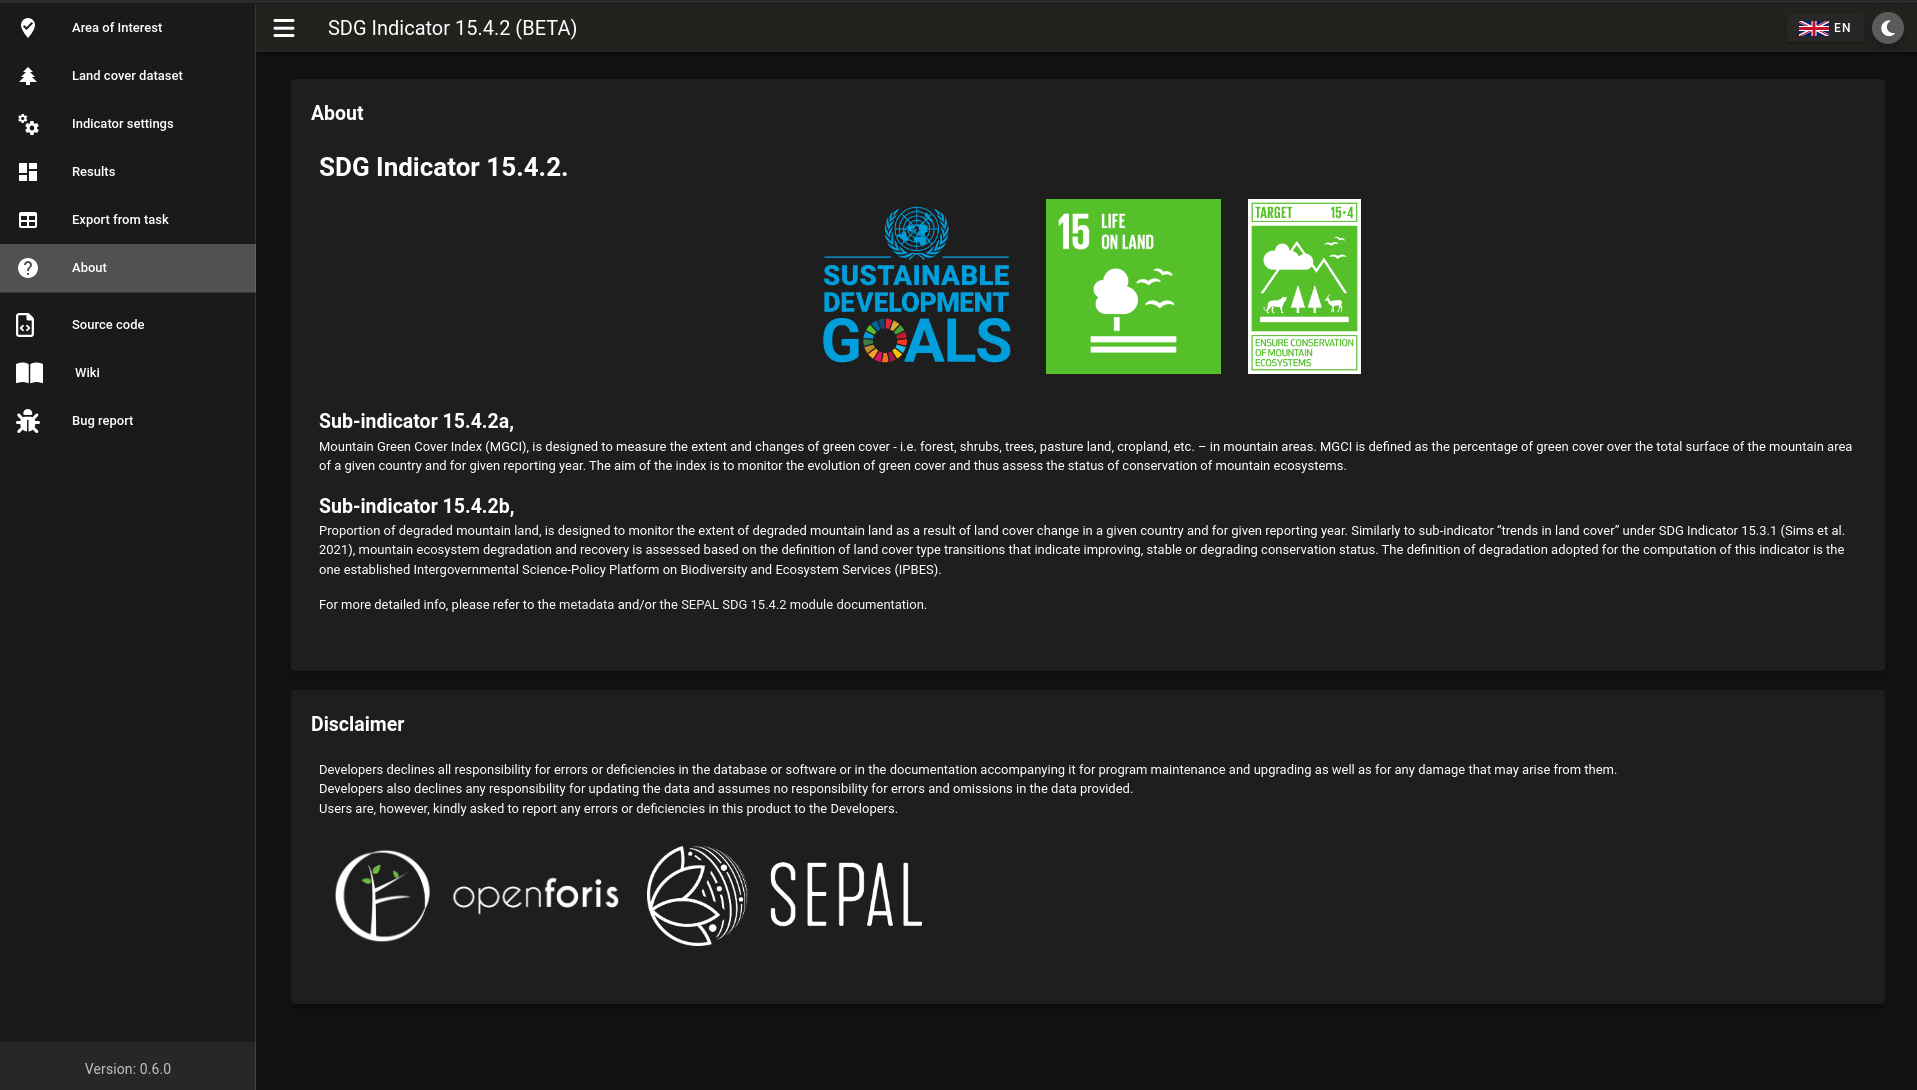 Area of Interest
Land cover dataset
Indicator settings
Results
Export from task
About
Source code
Wiki
Bug report
Version: 0.6.0
SDG Indicator 15.4.2 (BETA)
EN
About
SDG Indicator 15.4.2.
SUSTAINABLE
DEVELOPMENT
GOALS
15 LIFE
ON LAND
TARGET 15·4
ENSURE CONSERVATION
OF MOUNTAIN
ECOSYSTEMS
Sub-indicator 15.4.2a,
Mountain Green Cover Index (MGCI), is designed to measure the extent and changes of green cover - i.e. forest, shrubs, trees, pasture land, cropland, etc. – in mountain areas. MGCI is defined as the percentage of green cover over the total surface of the mountain area
of a given country and for given reporting year. The aim of the index is to monitor the evolution of green cover and thus assess the status of conservation of mountain ecosystems.
Sub-indicator 15.4.2b,
Proportion of degraded mountain land, is designed to monitor the extent of degraded mountain land as a result of land cover change in a given country and for given reporting year. Similarly to sub-indicator “trends in land cover” under SDG Indicator 15.3.1 (Sims et al.
2021), mountain ecosystem degradation and recovery is assessed based on the definition of land cover type transitions that indicate improving, stable or degrading conservation status. The definition of degradation adopted for the computation of this indicator is the
one established Intergovernmental Science-Policy Platform on Biodiversity and Ecosystem Services (IPBES).
For more detailed info, please refer to the metadata and/or the SEPAL SDG 15.4.2 module documentation.
Disclaimer
Developers declines all responsibility for errors or deficiencies in the database or software or in the documentation accompanying it for program maintenance and upgrading as well as for any damage that may arise from them.
Developers also declines any responsibility for updating the data and assumes no responsibility for errors and omissions in the data provided.
Users are, however, kindly asked to report any errors or deficiencies in this product to the Developers.
openforis
SEPAL